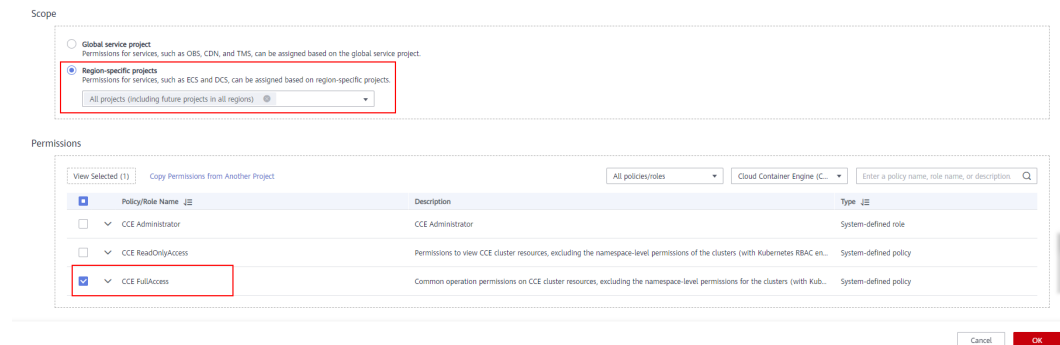 Scope
Global service project
Permissions for services, such as OBS, CDN, and TMS, can be assigned based on the global service project.
Region-specific projects
Permissions for services, such as ECS and DCS, can be assigned based on region-specific projects.
All projects (including future projects in all regions)
Permissions
View Selected (1) Copy Permissions from Another Project All policies/roles Cloud Container Engine (C... Enter a policy name, role name, or description
Policy/Role Name Description Type
CCE Administrator CCE Administrator System-defined role
CCE ReadOnlyAccess Permissions to view CCE cluster resources, excluding the namespace-level permissions of the clusters (with Kubernetes RBAC en... System-defined policy
CCE FullAccess Common operation permissions on CCE cluster resources, excluding the namespace-level permissions for the clusters (with Kub... System-defined policy
Cancel OK